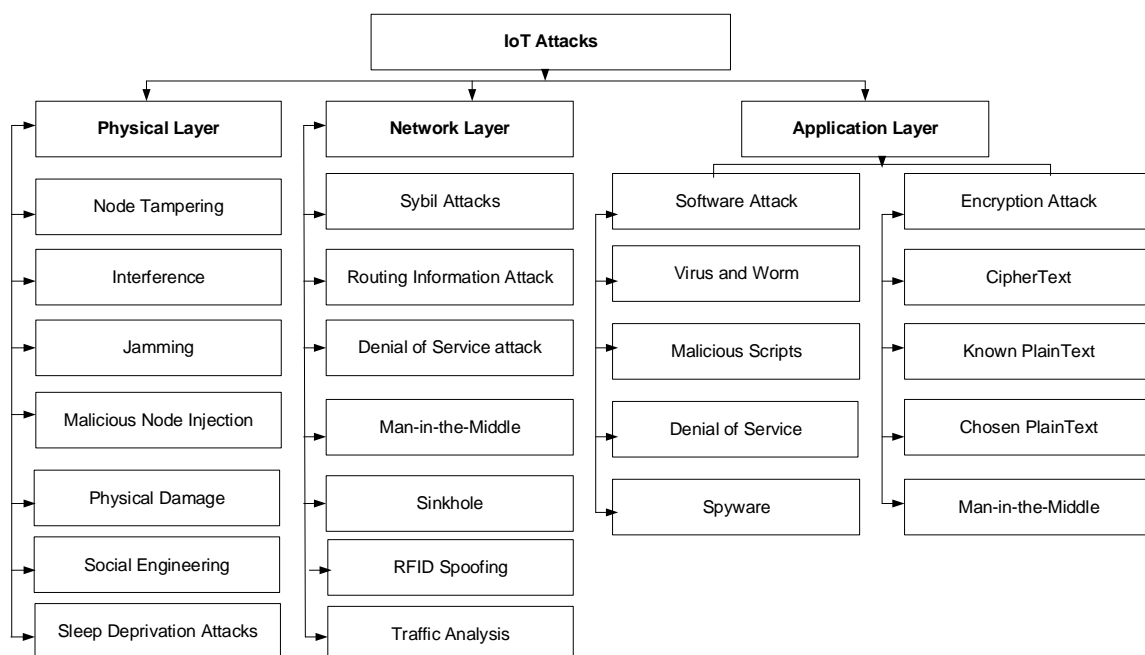 IoT Attacks
Physical Layer
Node Tampering
Interference
Jamming
Malicious Node Injection
Physical Damage
Social Engineering
Sleep Deprivation Attacks
Network Layer
Sybil Attacks
Routing Information Attack
Denial of Service attack
Man-in-the-Middle
Sinkhole
RFID Spoofing
Traffic Analysis
Application Layer
Software Attack
Virus and Worm
Malicious Scripts
Denial of Service
Spyware
Encryption Attack
CipherText
Known PlainText
Chosen PlainText
Man-in-the-Middle